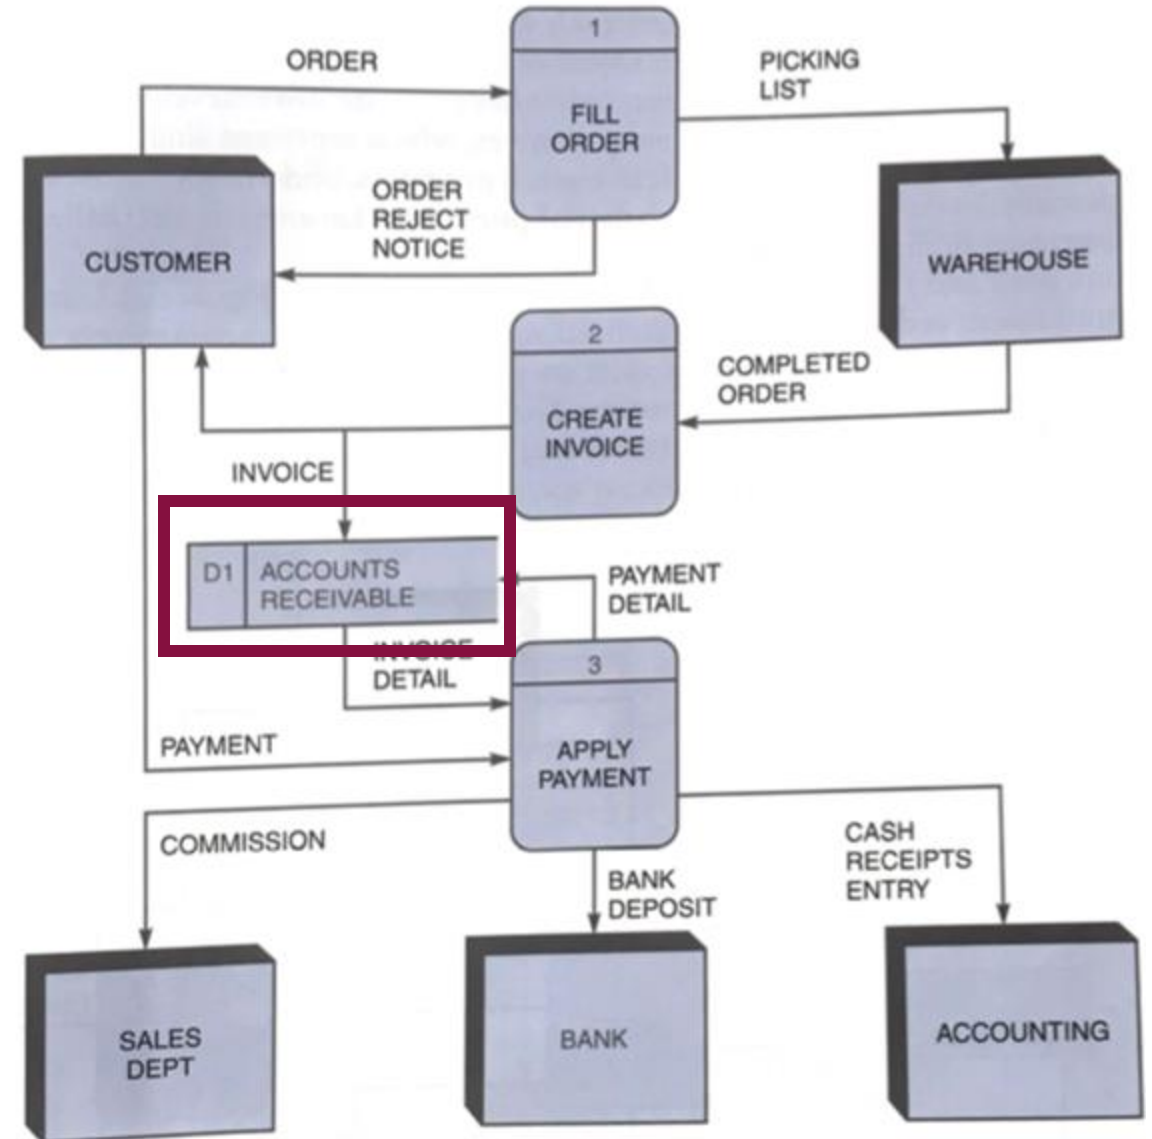 1
ORDER
PICKING
LIST
FILL
ORDER
ORDER
REJECT
NOTICE
CUSTOMER
WAREHOUSE
2
COMPLETED
ORDER
CREATE
INVOICE
INVOICE
D1
ACCOUNTS
RECEIVABLE
PAYMENT
DETAIL
INVOICE
DETAIL
3
PAYMENT
APPLY
PAYMENT
COMMISSION
CASH
RECEIPTS
ENTRY
BANK
DEPOSIT
SALES
DEPT
BANK
ACCOUNTING